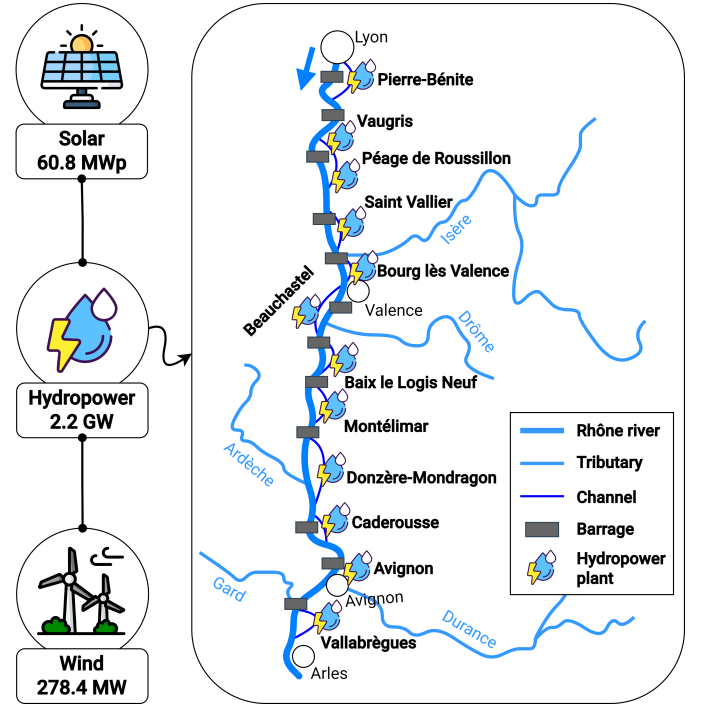 Solar
60.8 MWp
Hydropower
2.2 GW
Wind
278.4 MW
Lyon
Pierre-Bénite
Vaugris
Péage de Roussillon
Saint Vallier
Isère
Bourg lès Valence
Beauchastel
Valence
Drôme
Baix le Logis Neuf
Montélimar
Ardèche
Donzère-Mondragon
Caderousse
Avignon
Gard
Avignon
Durance
Vallabrègues
Arles
Rhône river
Tributary
Channel
Barrage
Hydropower
plant